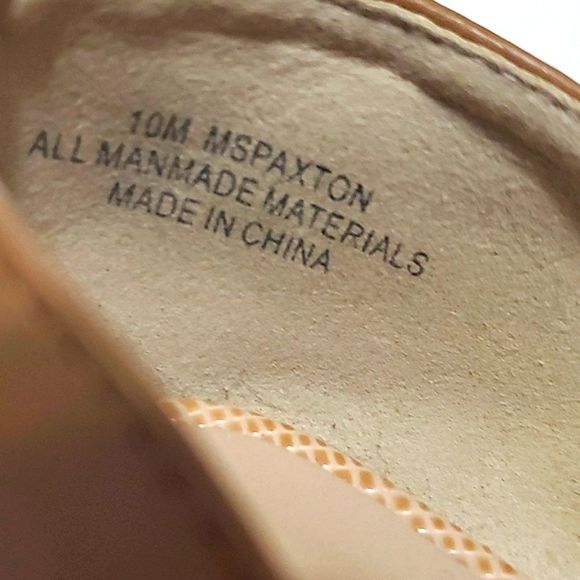 10M MSPAXTON
ALL MANMADE MATERIALS
MADE IN CHINA